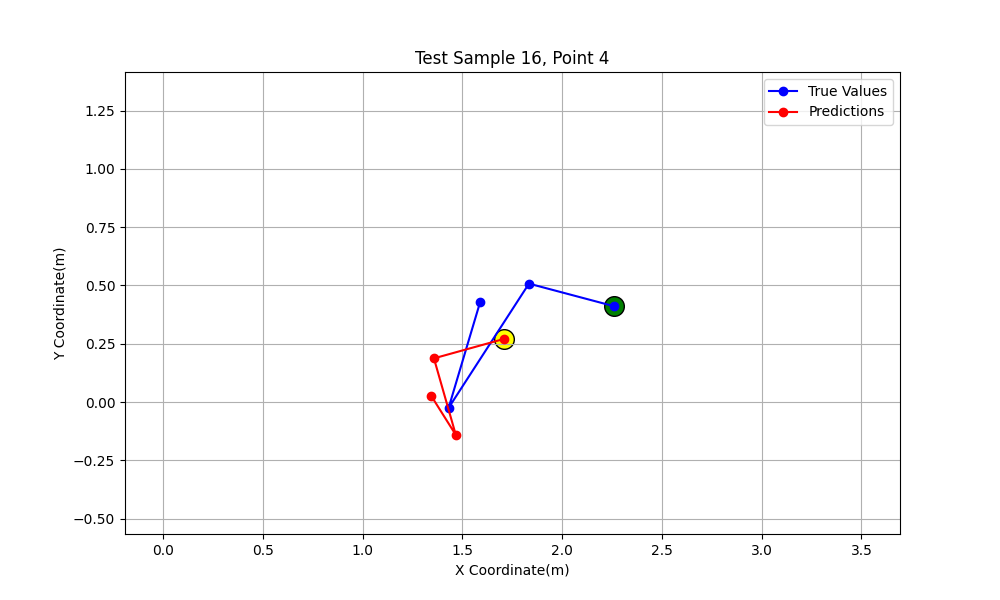 Test Sample 16, Point 4
True Values
Predictions
1.25
1.00
0.75
0.50
0.25
0.00
−0.25
−0.50
Y Coordinate(m)
0.0 0.5 1.0 1.5 2.0 2.5 3.0 3.5
X Coordinate(m)